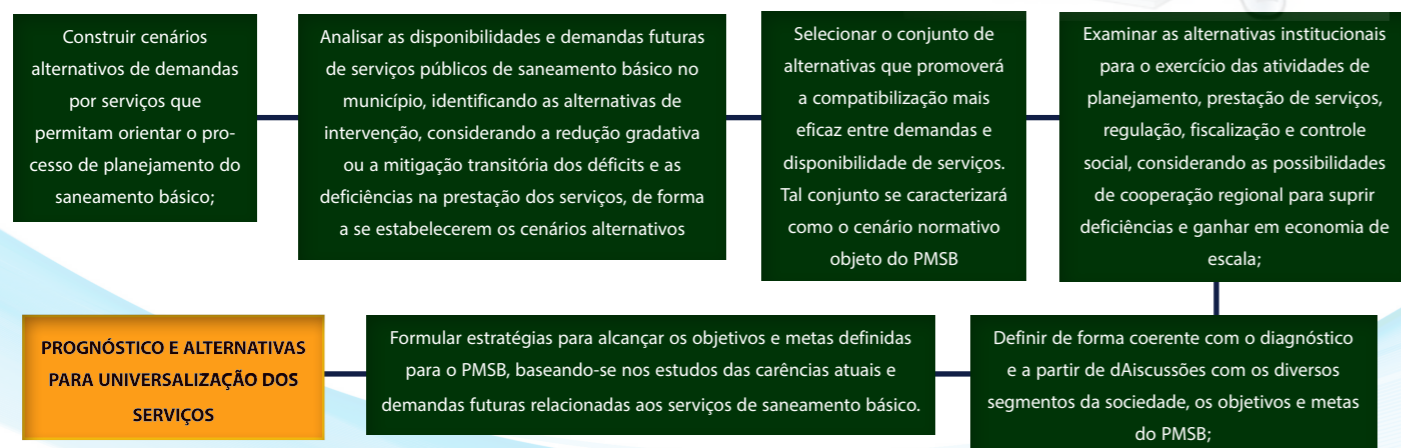 Construir cenários
alternativos de demandas
por serviços que
permitam orientar o pro-
cesso de planejamento do
saneamento básico;
Analisar as disponibilidades e demandas futuras
de serviços públicos de saneamento básico no
município, identificando as alternativas de
intervenção, considerando a redução gradativa
ou a mitigação transitória dos déficits e as
deficiências na prestação dos serviços, de forma
a se estabelecerem os cenários alternativos
Selecionar o conjunto de
alternativas que promoverá
a compatibilização mais
eficaz entre demandas e
disponibilidade de serviços.
Tal conjunto se caracterizará
como o cenário normativo
objeto do PMSB
Examinar as alternativas institucionais
para o exercício das atividades de
planejamento, prestação de serviços,
regulação, fiscalização e controle
social, considerando as possibilidades
de cooperação regional para suprir
deficiências e ganhar em economia de
escala;
Definir de forma coerente com o diagnóstico
e a partir de dAiscussões com os diversos
segmentos da sociedade, os objetivos e metas
do PMSB;
Formular estratégias para alcançar os objetivos e metas definidas
para o PMSB, baseando-se nos estudos das carências atuais e
demandas futuras relacionadas aos serviços de saneamento básico.
PROGNÓSTICO E ALTERNATIVAS
PARA UNIVERSALIZAÇÃO DOS
SERVIÇOS